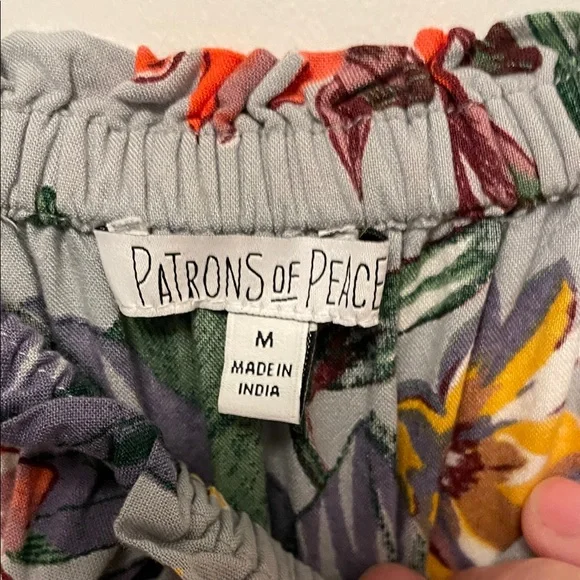 PATRONS OF PEACE
M
MADE IN
INDIA